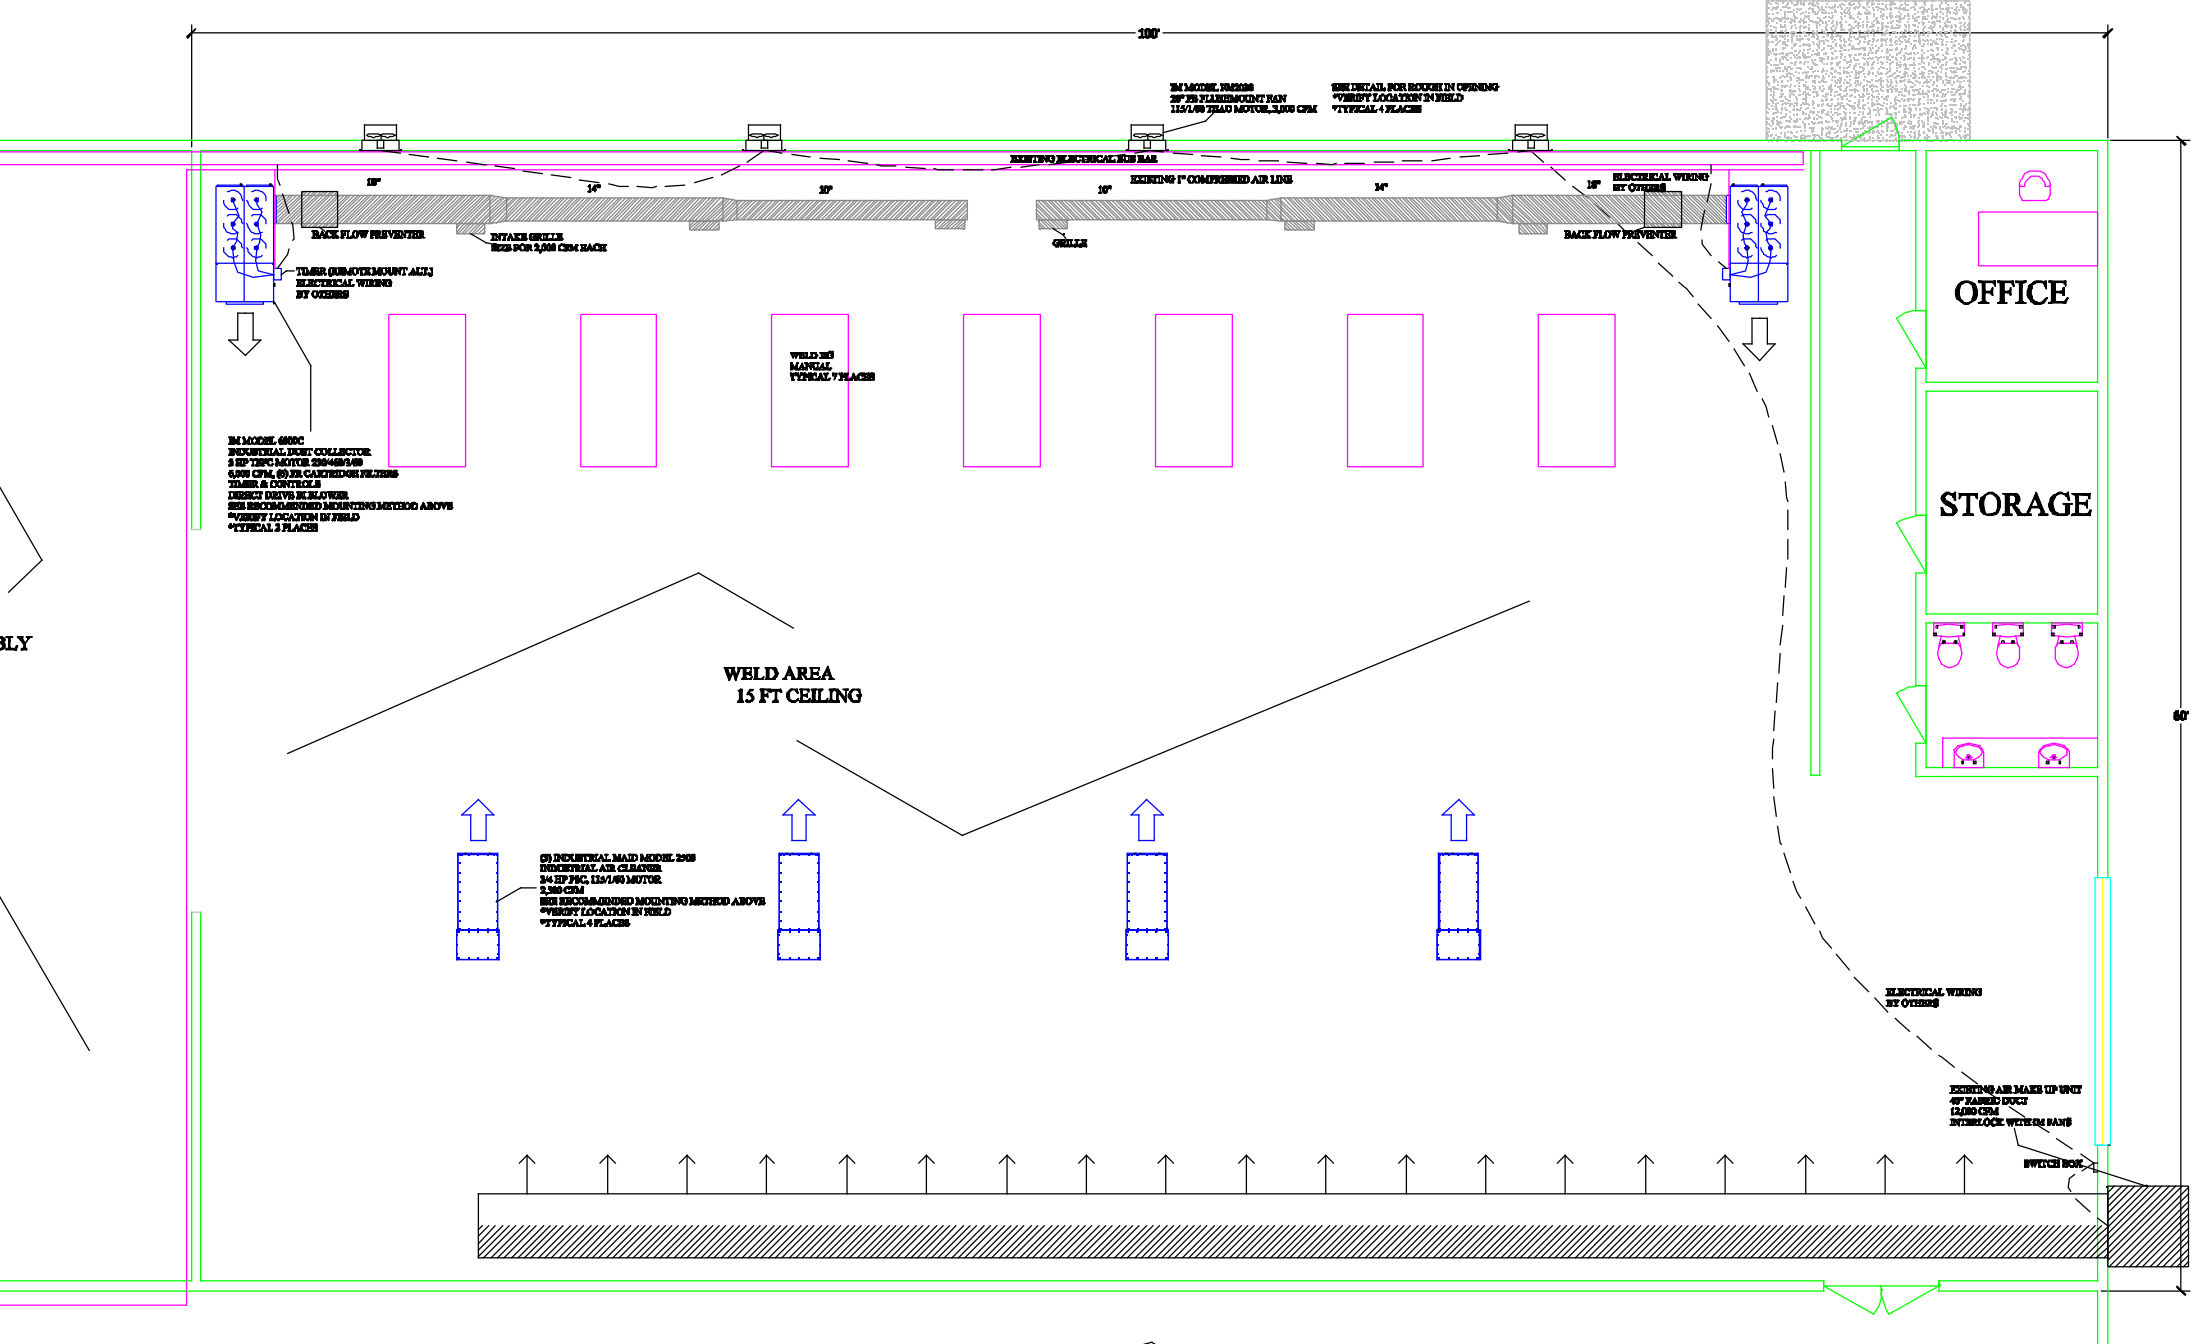 100'
20" FB FLUSHMOUNT FAN
115/1/60 TEAO MOTOR, 3,000 CFM
SEE DETAIL FOR ROUGH IN OPENING
*VERIFY LOCATION IN FIELD
*TYPICAL 4 PLACES
EXISTING ELECTRICAL BUS BAR
EXISTING 1" COMPRESSED AIR LINE
18"
14"
10"
10"
14"
18"
ELECTRICAL WIRING
BY OTHERS
BACK FLOW PREVENTER
INTAKE GRILLE
SIZE FOR 2,000 CFM EACH
GRILLE
BACK FLOW PREVENTER
TIMER (REMOTE MOUNT ALT.)
ELECTRICAL WIRING
BY OTHERS
OFFICE
WELD JIG
MANUAL
TYPICAL 7 PLACES
IM MODEL 6000C
INDUSTRIAL DUST COLLECTOR
5 HP TEFC MOTOR 230/460/3/60
6,000 CFM, (6) FR CARTRIDGE FILTERS
TIMER & CONTROLS
DIRECT DRIVE BI BLOWER
SEE RECOMMENDED MOUNTING METHOD ABOVE
*VERIFY LOCATION IN FIELD
*TYPICAL 2 PLACES
STORAGE
BLY
WELD AREA
15 FT CEILING
60'
INDUSTRIAL MAID MODEL 2500
INDUSTRIAL AIR CLEANER
3/4 HP PSC, 115/1/60 MOTOR
2,500 CFM
SEE RECOMMENDED MOUNTING METHOD ABOVE
*VERIFY LOCATION IN FIELD
*TYPICAL 4 PLACES
ELECTRICAL WIRING
BY OTHERS
EXISTING AIR MAKE UP UNIT
40" FABRIC DUCT
12,000 CFM
INTERLOCK WITH IM FANS
SWITCH BOX